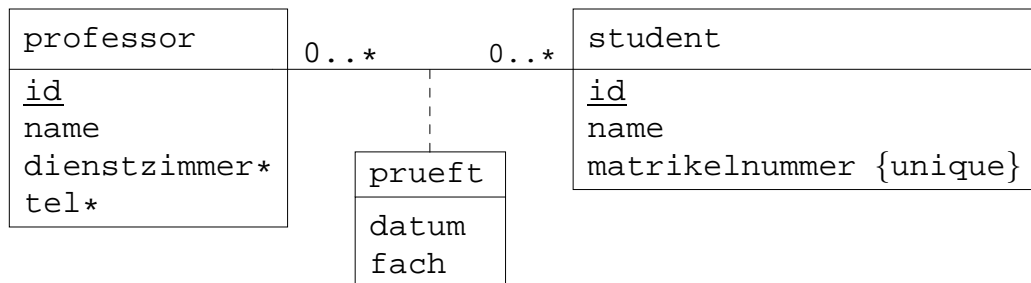 professor
0..*
0..*
student
id
name
dienstzimmer*
tel*
id
name
matrikelnummer {unique}
prueft
datum
fach